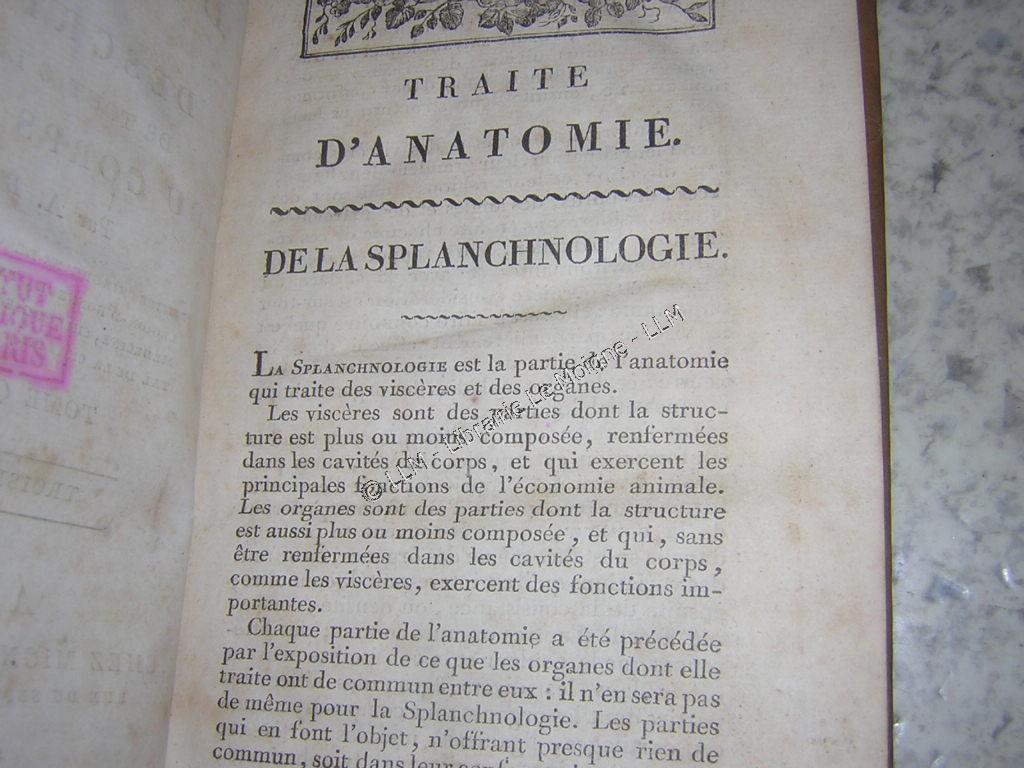 TRAITE
D'ANATOMIE.
DE LA SPLANCHNOLOGIE.
LA SPLANCHNOLOGIE est la partie de l'anatomie
qui traite des viscères et des organes.
Les viscères sont des parties dont la struc-
ture est plus ou moins composée, renfermées
dans les cavités du corps, et qui exercent les
principales fonctions de l'économie animale.
Les organes sont des parties dont la structure
est aussi plus ou moins composée, et qui, sans
être renfermées dans les cavités du corps,
comme les viscères, exercent des fonctions im-
portantes.
Chaque partie de l'anatomie a été précédée
par l'exposition de ce que les organes dont elle
traite ont de commun entre eux : il n'en sera pas
de même pour la Splanchnologie. Les parties
qui en font l'objet, n'offrant presque rien de
commun, soit dans leur
© LLM - Librairie Le Moigne - LLM